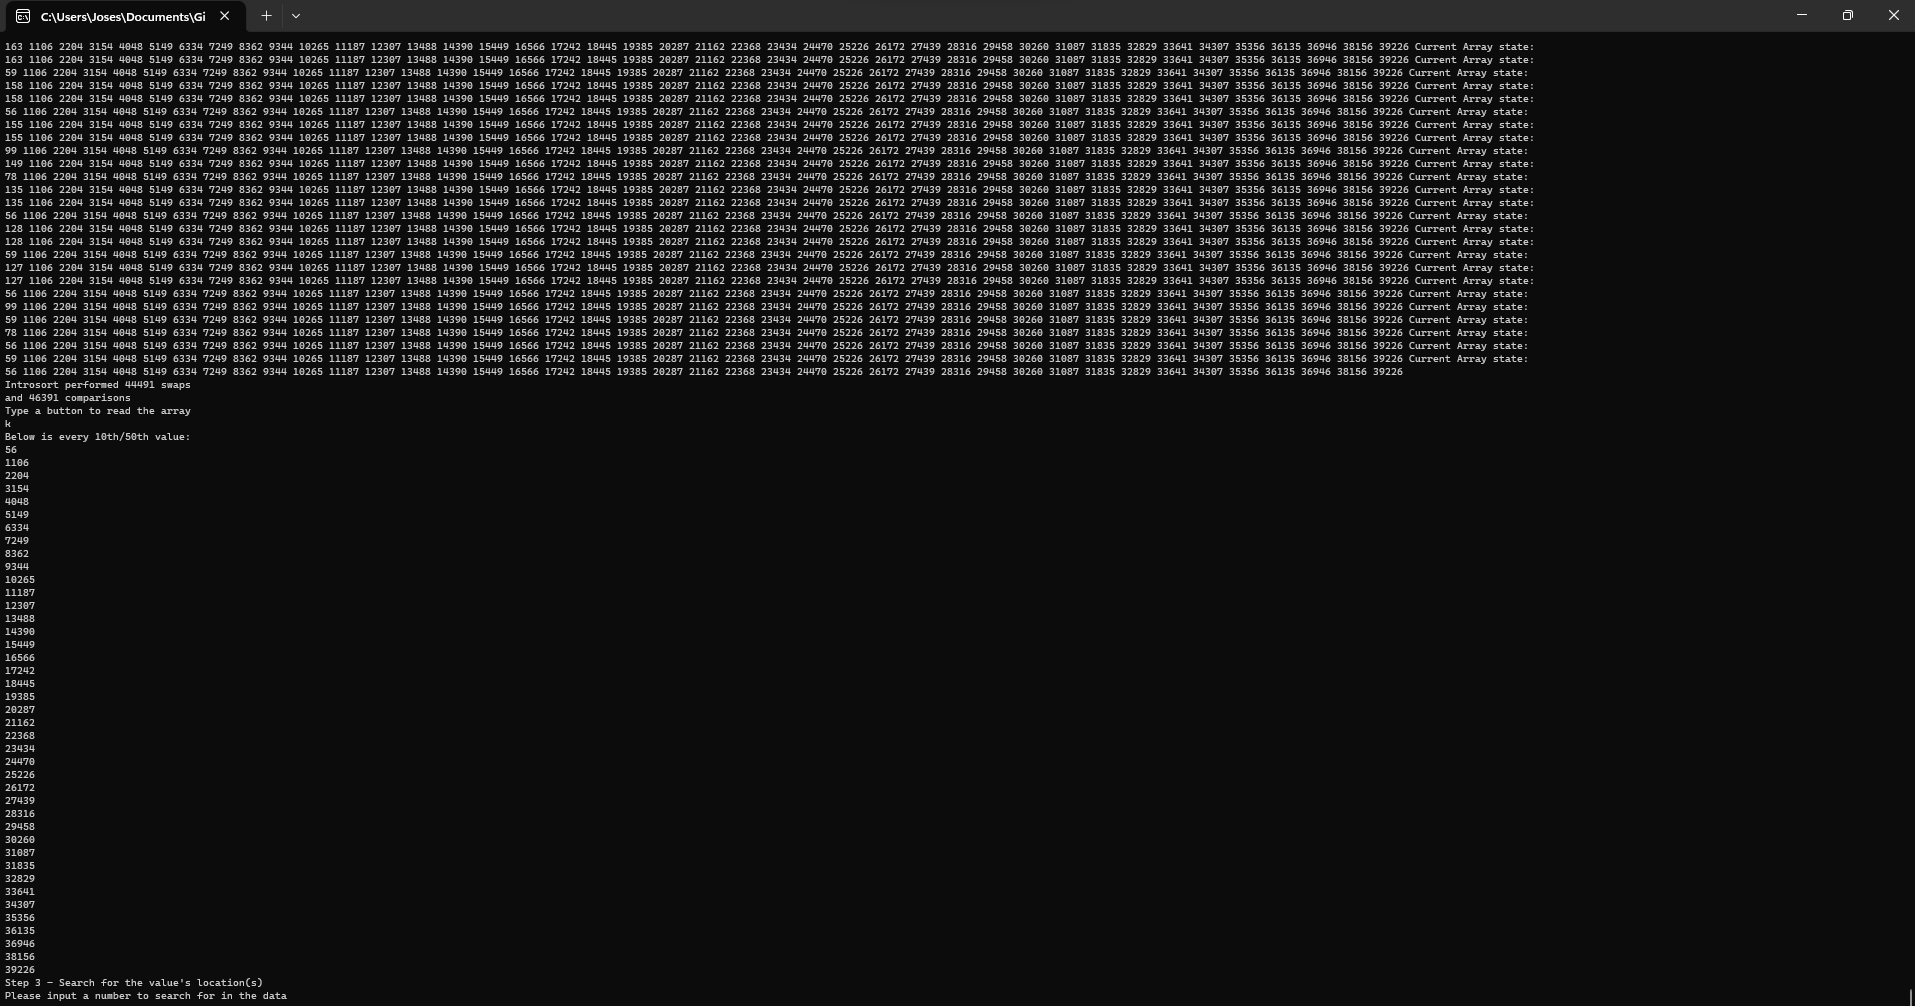 C:\Users\Joses\Documents\Gi
163 1106 2204 3154 4048 5149 6334 7249 8362 9344 10265 11187 12307 13488 14390 15449 16566 17242 18445 19385 20287 21162 22368 23434 24470 25226 26172 27439 28316 29458 30260 31087 31835 32829 33641 34307 35356 36135 36946 38156 39226 Current Array state:
163 1106 2204 3154 4048 5149 6334 7249 8362 9344 10265 11187 12307 13488 14390 15449 16566 17242 18445 19385 20287 21162 22368 23434 24470 25226 26172 27439 28316 29458 30260 31087 31835 32829 33641 34307 35356 36135 36946 38156 39226 Current Array state:
59 1106 2204 3154 4048 5149 6334 7249 8362 9344 10265 11187 12307 13488 14390 15449 16566 17242 18445 19385 20287 21162 22368 23434 24470 25226 26172 27439 28316 29458 30260 31087 31835 32829 33641 34307 35356 36135 36946 38156 39226 Current Array state:
158 1106 2204 3154 4048 5149 6334 7249 8362 9344 10265 11187 12307 13488 14390 15449 16566 17242 18445 19385 20287 21162 22368 23434 24470 25226 26172 27439 28316 29458 30260 31087 31835 32829 33641 34307 35356 36135 36946 38156 39226 Current Array state:
158 1106 2204 3154 4048 5149 6334 7249 8362 9344 10265 11187 12307 13488 14390 15449 16566 17242 18445 19385 20287 21162 22368 23434 24470 25226 26172 27439 28316 29458 30260 31087 31835 32829 33641 34307 35356 36135 36946 38156 39226 Current Array state:
56 1106 2204 3154 4048 5149 6334 7249 8362 9344 10265 11187 12307 13488 14390 15449 16566 17242 18445 19385 20287 21162 22368 23434 24470 25226 26172 27439 28316 29458 30260 31087 31835 32829 33641 34307 35356 36135 36946 38156 39226 Current Array state:
155 1106 2204 3154 4048 5149 6334 7249 8362 9344 10265 11187 12307 13488 14390 15449 16566 17242 18445 19385 20287 21162 22368 23434 24470 25226 26172 27439 28316 29458 30260 31087 31835 32829 33641 34307 35356 36135 36946 38156 39226 Current Array state:
155 1106 2204 3154 4048 5149 6334 7249 8362 9344 10265 11187 12307 13488 14390 15449 16566 17242 18445 19385 20287 21162 22368 23434 24470 25226 26172 27439 28316 29458 30260 31087 31835 32829 33641 34307 35356 36135 36946 38156 39226 Current Array state:
99 1106 2204 3154 4048 5149 6334 7249 8362 9344 10265 11187 12307 13488 14390 15449 16566 17242 18445 19385 20287 21162 22368 23434 24470 25226 26172 27439 28316 29458 30260 31087 31835 32829 33641 34307 35356 36135 36946 38156 39226 Current Array state:
149 1106 2204 3154 4048 5149 6334 7249 8362 9344 10265 11187 12307 13488 14390 15449 16566 17242 18445 19385 20287 21162 22368 23434 24470 25226 26172 27439 28316 29458 30260 31087 31835 32829 33641 34307 35356 36135 36946 38156 39226 Current Array state:
78 1106 2204 3154 4048 5149 6334 7249 8362 9344 10265 11187 12307 13488 14390 15449 16566 17242 18445 19385 20287 21162 22368 23434 24470 25226 26172 27439 28316 29458 30260 31087 31835 32829 33641 34307 35356 36135 36946 38156 39226 Current Array state:
135 1106 2204 3154 4048 5149 6334 7249 8362 9344 10265 11187 12307 13488 14390 15449 16566 17242 18445 19385 20287 21162 22368 23434 24470 25226 26172 27439 28316 29458 30260 31087 31835 32829 33641 34307 35356 36135 36946 38156 39226 Current Array state:
135 1106 2204 3154 4048 5149 6334 7249 8362 9344 10265 11187 12307 13488 14390 15449 16566 17242 18445 19385 20287 21162 22368 23434 24470 25226 26172 27439 28316 29458 30260 31087 31835 32829 33641 34307 35356 36135 36946 38156 39226 Current Array state:
56 1106 2204 3154 4048 5149 6334 7249 8362 9344 10265 11187 12307 13488 14390 15449 16566 17242 18445 19385 20287 21162 22368 23434 24470 25226 26172 27439 28316 29458 30260 31087 31835 32829 33641 34307 35356 36135 36946 38156 39226 Current Array state:
128 1106 2204 3154 4048 5149 6334 7249 8362 9344 10265 11187 12307 13488 14390 15449 16566 17242 18445 19385 20287 21162 22368 23434 24470 25226 26172 27439 28316 29458 30260 31087 31835 32829 33641 34307 35356 36135 36946 38156 39226 Current Array state:
128 1106 2204 3154 4048 5149 6334 7249 8362 9344 10265 11187 12307 13488 14390 15449 16566 17242 18445 19385 20287 21162 22368 23434 24470 25226 26172 27439 28316 29458 30260 31087 31835 32829 33641 34307 35356 36135 36946 38156 39226 Current Array state:
59 1106 2204 3154 4048 5149 6334 7249 8362 9344 10265 11187 12307 13488 14390 15449 16566 17242 18445 19385 20287 21162 22368 23434 24470 25226 26172 27439 28316 29458 30260 31087 31835 32829 33641 34307 35356 36135 36946 38156 39226 Current Array state:
127 1106 2204 3154 4048 5149 6334 7249 8362 9344 10265 11187 12307 13488 14390 15449 16566 17242 18445 19385 20287 21162 22368 23434 24470 25226 26172 27439 28316 29458 30260 31087 31835 32829 33641 34307 35356 36135 36946 38156 39226 Current Array state:
127 1106 2204 3154 4048 5149 6334 7249 8362 9344 10265 11187 12307 13488 14390 15449 16566 17242 18445 19385 20287 21162 22368 23434 24470 25226 26172 27439 28316 29458 30260 31087 31835 32829 33641 34307 35356 36135 36946 38156 39226 Current Array state:
56 1106 2204 3154 4048 5149 6334 7249 8362 9344 10265 11187 12307 13488 14390 15449 16566 17242 18445 19385 20287 21162 22368 23434 24470 25226 26172 27439 28316 29458 30260 31087 31835 32829 33641 34307 35356 36135 36946 38156 39226 Current Array state:
99 1106 2204 3154 4048 5149 6334 7249 8362 9344 10265 11187 12307 13488 14390 15449 16566 17242 18445 19385 20287 21162 22368 23434 24470 25226 26172 27439 28316 29458 30260 31087 31835 32829 33641 34307 35356 36135 36946 38156 39226 Current Array state:
59 1106 2204 3154 4048 5149 6334 7249 8362 9344 10265 11187 12307 13488 14390 15449 16566 17242 18445 19385 20287 21162 22368 23434 24470 25226 26172 27439 28316 29458 30260 31087 31835 32829 33641 34307 35356 36135 36946 38156 39226 Current Array state:
78 1106 2204 3154 4048 5149 6334 7249 8362 9344 10265 11187 12307 13488 14390 15449 16566 17242 18445 19385 20287 21162 22368 23434 24470 25226 26172 27439 28316 29458 30260 31087 31835 32829 33641 34307 35356 36135 36946 38156 39226 Current Array state:
56 1106 2204 3154 4048 5149 6334 7249 8362 9344 10265 11187 12307 13488 14390 15449 16566 17242 18445 19385 20287 21162 22368 23434 24470 25226 26172 27439 28316 29458 30260 31087 31835 32829 33641 34307 35356 36135 36946 38156 39226 Current Array state:
59 1106 2204 3154 4048 5149 6334 7249 8362 9344 10265 11187 12307 13488 14390 15449 16566 17242 18445 19385 20287 21162 22368 23434 24470 25226 26172 27439 28316 29458 30260 31087 31835 32829 33641 34307 35356 36135 36946 38156 39226 Current Array state:
56 1106 2204 3154 4048 5149 6334 7249 8362 9344 10265 11187 12307 13488 14390 15449 16566 17242 18445 19385 20287 21162 22368 23434 24470 25226 26172 27439 28316 29458 30260 31087 31835 32829 33641 34307 35356 36135 36946 38156 39226
Introsort performed 44491 swaps
and 46391 comparisons
Type a button to read the array
k
Below is every 10th/50th value:
56
1106
2204
3154
4048
5149
6334
7249
8362
9344
10265
11187
12307
13488
14390
15449
16566
17242
18445
19385
20287
21162
22368
23434
24470
25226
26172
27439
28316
29458
30260
31087
31835
32829
33641
34307
35356
36135
36946
38156
39226
Step 3 - Search for the value's location(s)
Please input a number to search for in the data